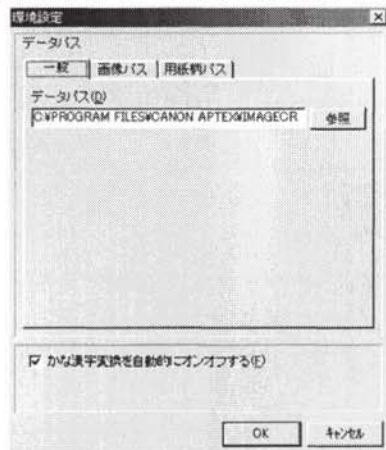 環境設定
データパス
一般 画像パス 用紙柄パス
データパス(D)
C:¥PROGRAM FILES¥CANON APTEX¥IMAGECR 参照
かな漢字変換を自動的にオン・オフする(F)
OK キャンセル